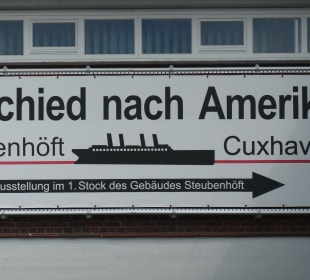 chied nach Amerik
enhöft Cuxhav
usstellung im 1. Stock des Gebäudes Steubenhöft